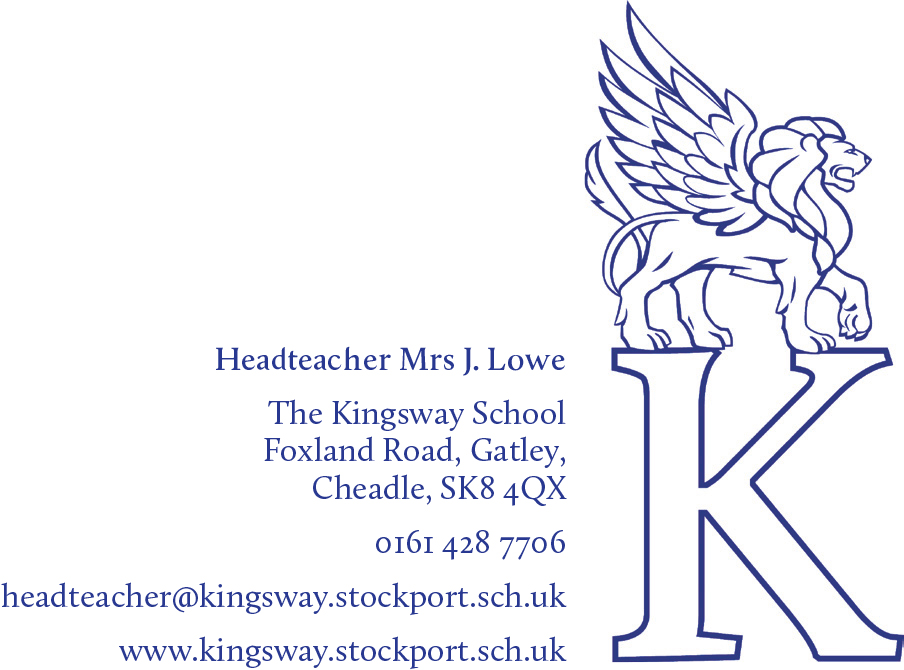 Headteacher Mrs J. Lowe
The Kingsway School
Foxland Road, Gatley,
Cheadle, SK8 4QX
0161 428 7706
headteacher@kingsway.stockport.sch.uk
www.kingsway.stockport.sch.uk
K